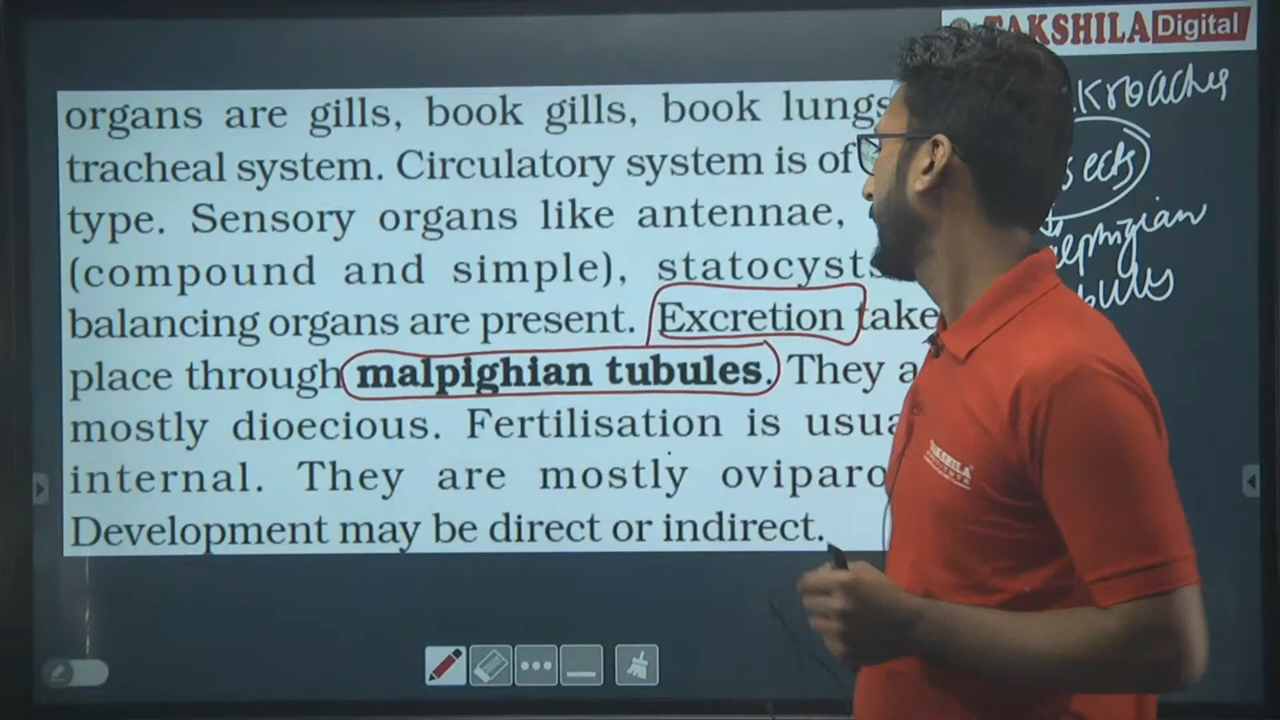 TAKSHILA Digital
organs are gills, book gills, book lungs
tracheal system. Circulatory system is of
type. Sensory organs like antennae,
(compound and simple), statocysts
balancing organs are present. Excretion take
place through malpighian tubules. They a
mostly dioecious. Fertilisation is usua
internal. They are mostly oviparo
Development may be direct or indirect.
TAKSHILA